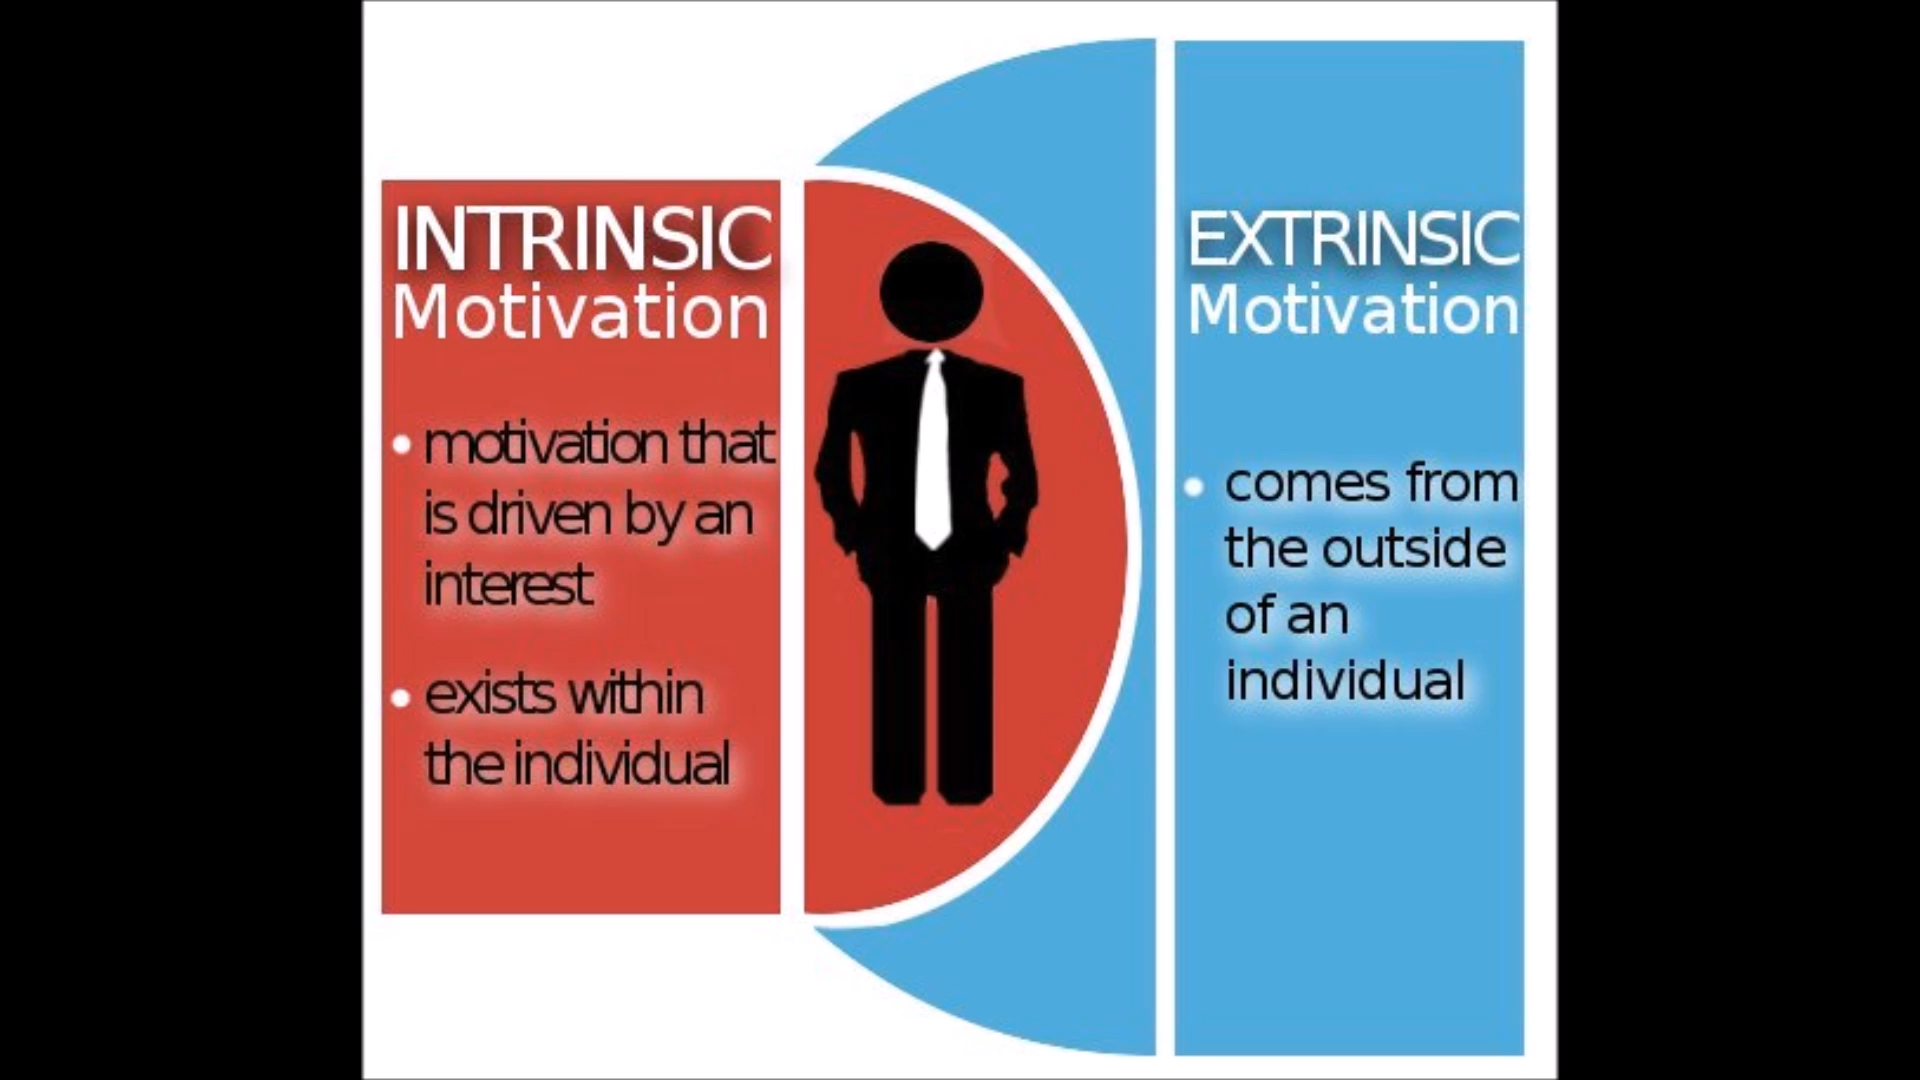 INTRINSIC
Motivation
• motivation that
is driven by an
interest
• exists within
the individual
EXTRINSIC
Motivation
• comes from
the outside
of an
individual